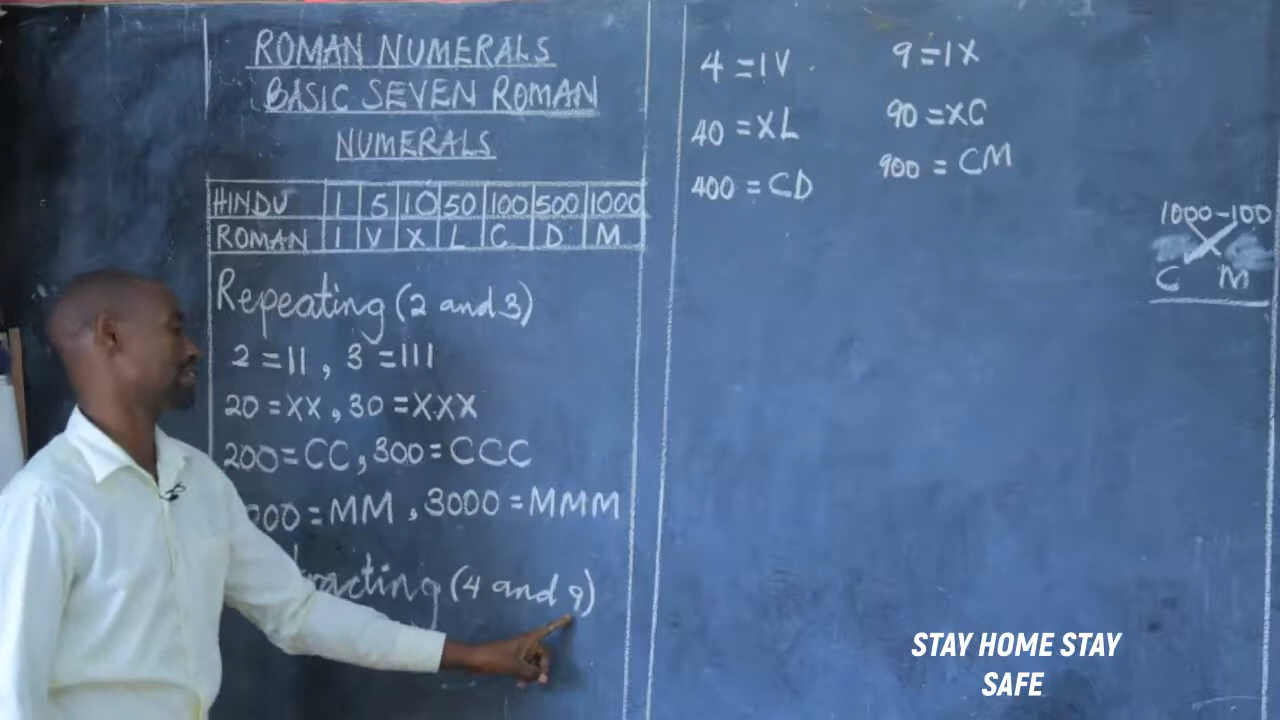 ROMAN NUMERALS
BASIC SEVEN ROMAN
NUMERALS
HINDU 1 5 10 50 100 500 1000
ROMAN I V X L C D M
Repeating (2 and 3)
2 = II, 3 = III
20 = XX, 30 = XXX
200 = CC, 300 = CCC
000 = MM, 3000 = MMM
tracting (4 and 9)
4 = IV
40 = XL
400 = CD
9 = IX
90 = XC
900 = CM
1000-100
C M
STAY HOME STAY
SAFE